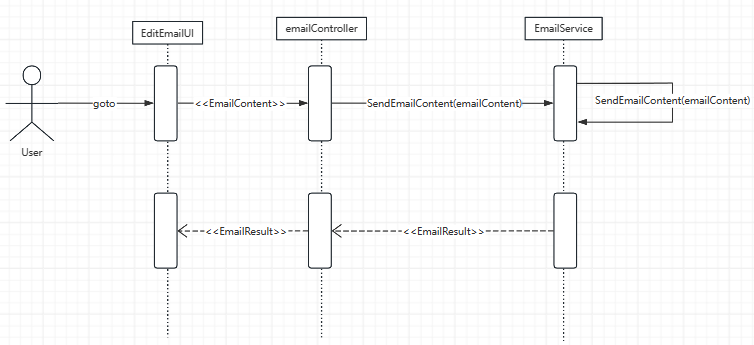 EditEmailUI
emailController
EmailService
goto
<<EmailContent>>
SendEmailContent(emailContent)
SendEmailContent(emailContent)
User
<<EmailResult>>
<<EmailResult>>